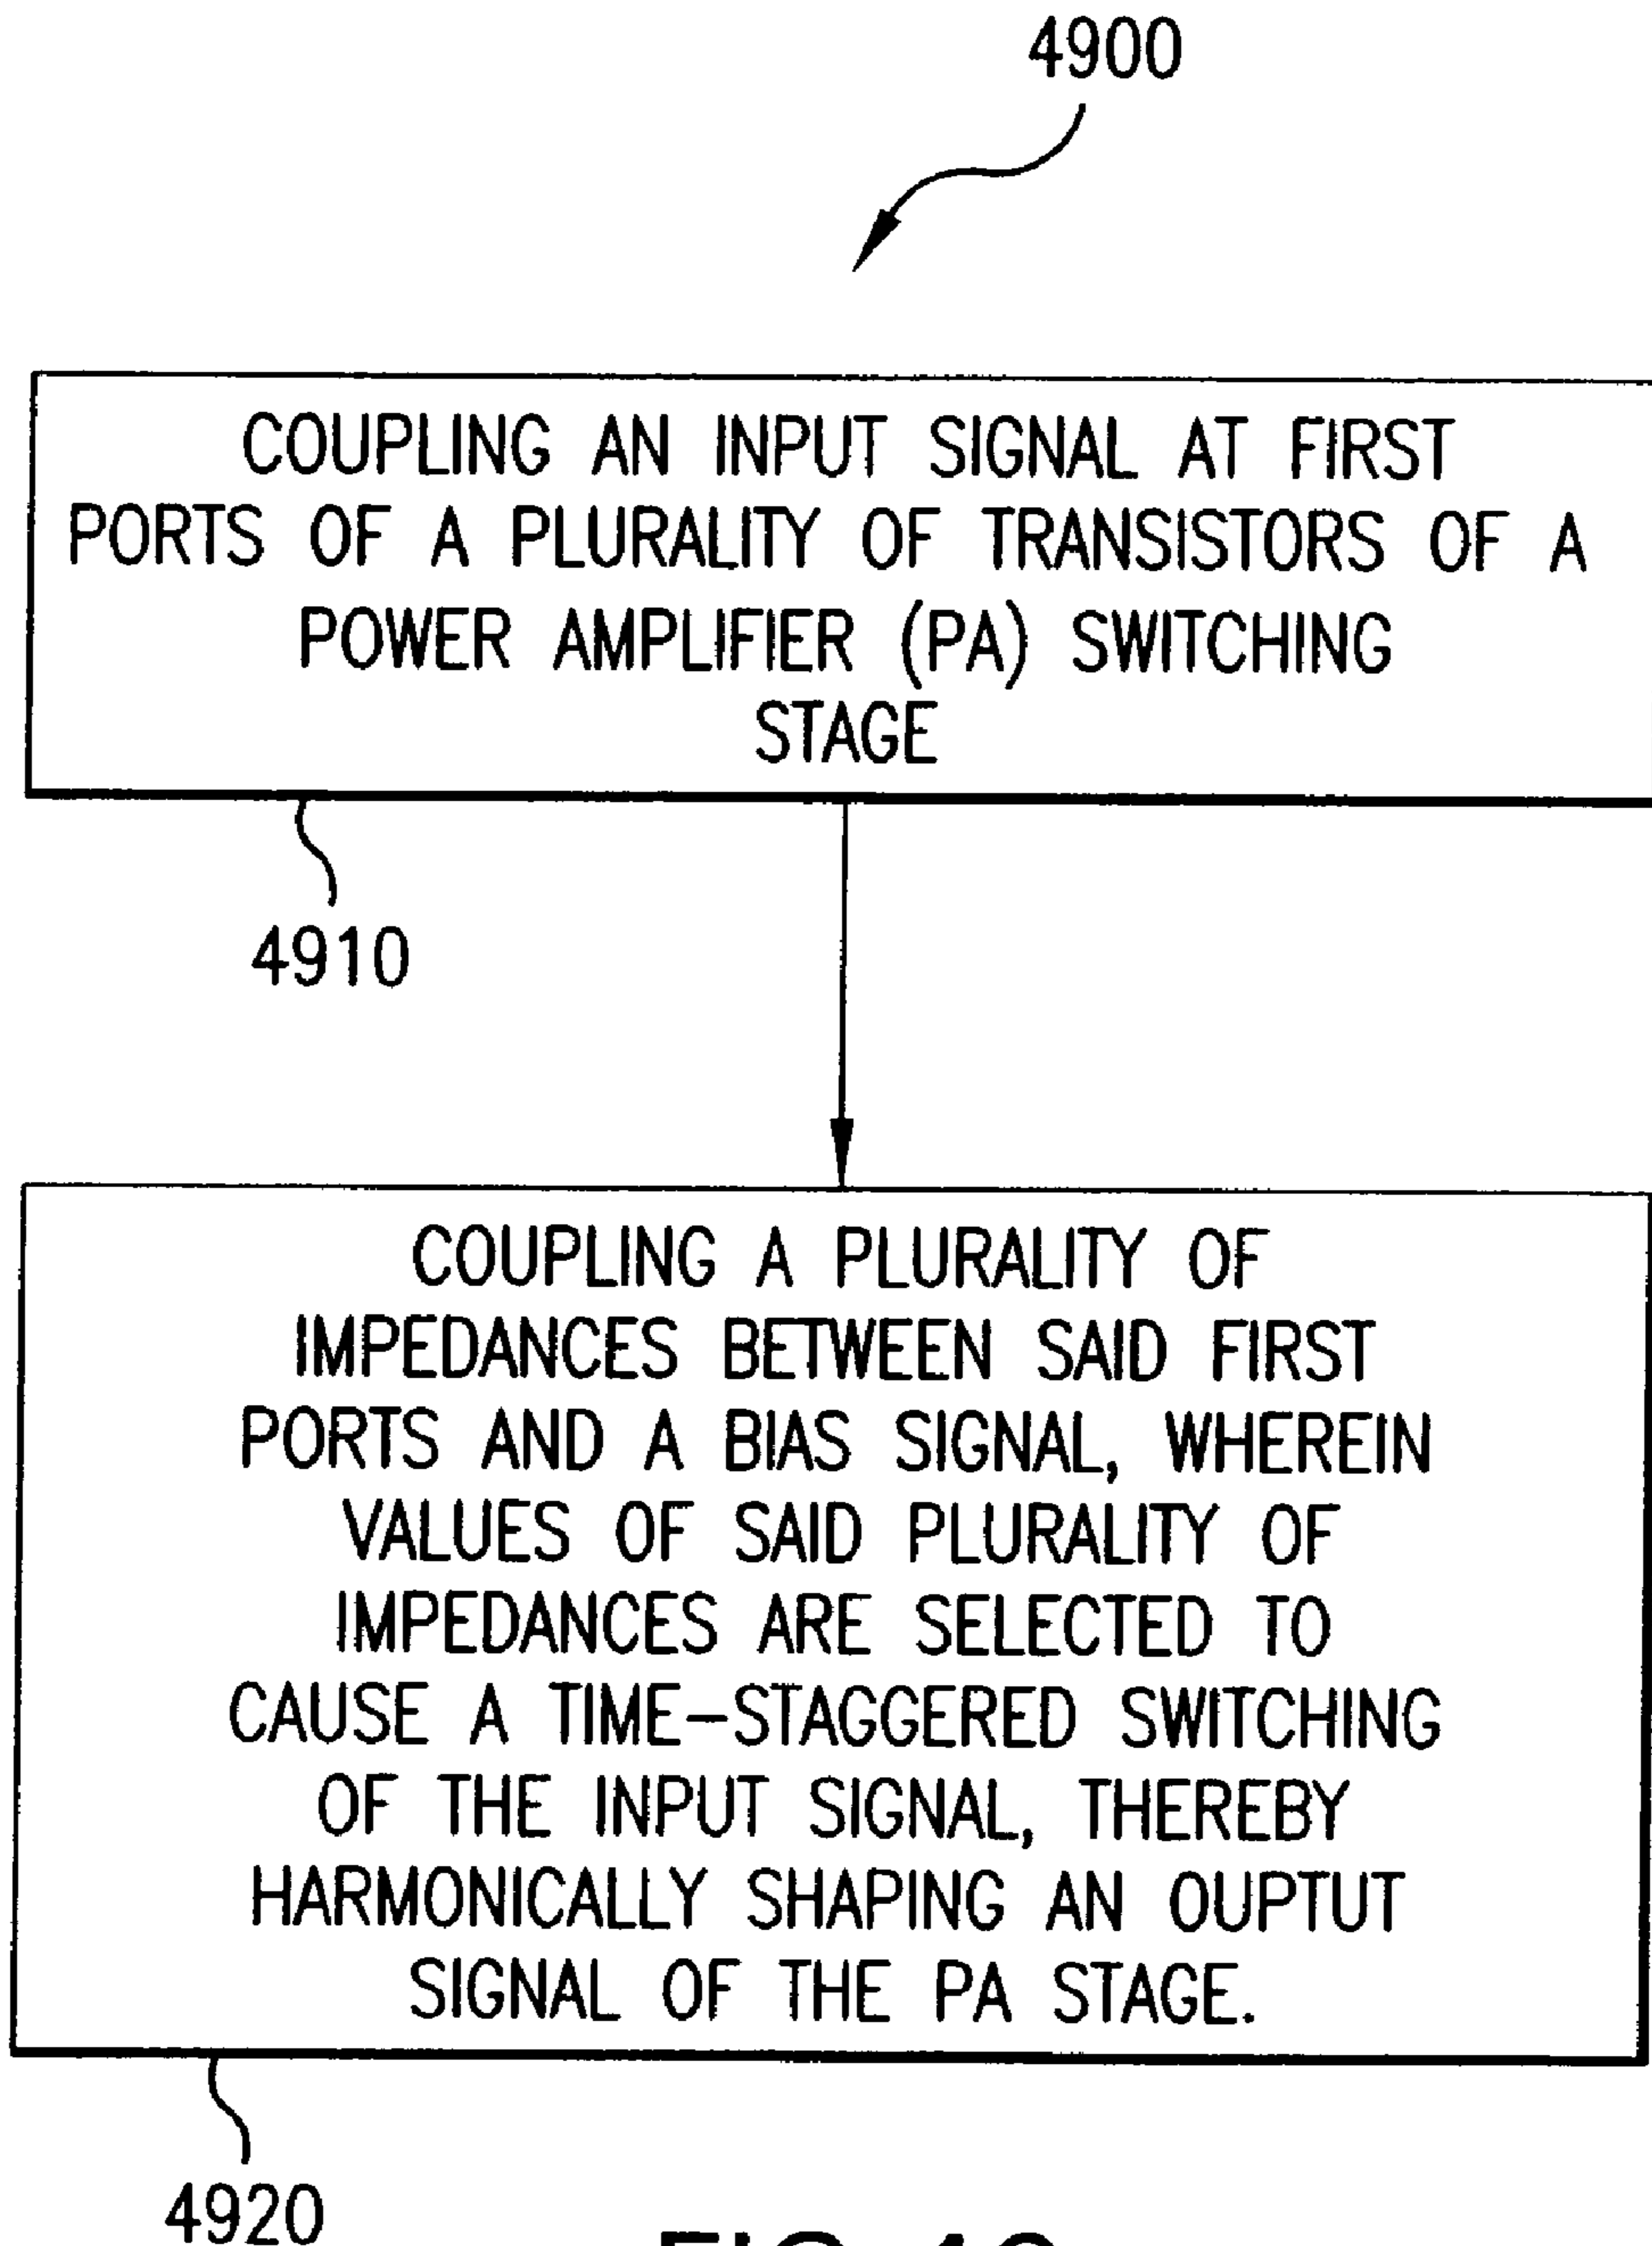 4900
COUPLING AN INPUT SIGNAL AT FIRST
PORTS OF A PLURALITY OF TRANSISTORS OF A
POWER AMPLIFIER (PA) SWITCHING
STAGE
4910
COUPLING A PLURALITY OF
IMPEDANCES BETWEEN SAID FIRST
PORTS AND A BIAS SIGNAL, WHEREIN
VALUES OF SAID PLURALITY OF
IMPEDANCES ARE SELECTED TO
CAUSE A TIME-STAGGERED SWITCHING
OF THE INPUT SIGNAL, THEREBY
HARMONICALLY SHAPING AN OUPTUT
SIGNAL OF THE PA STAGE.
4920